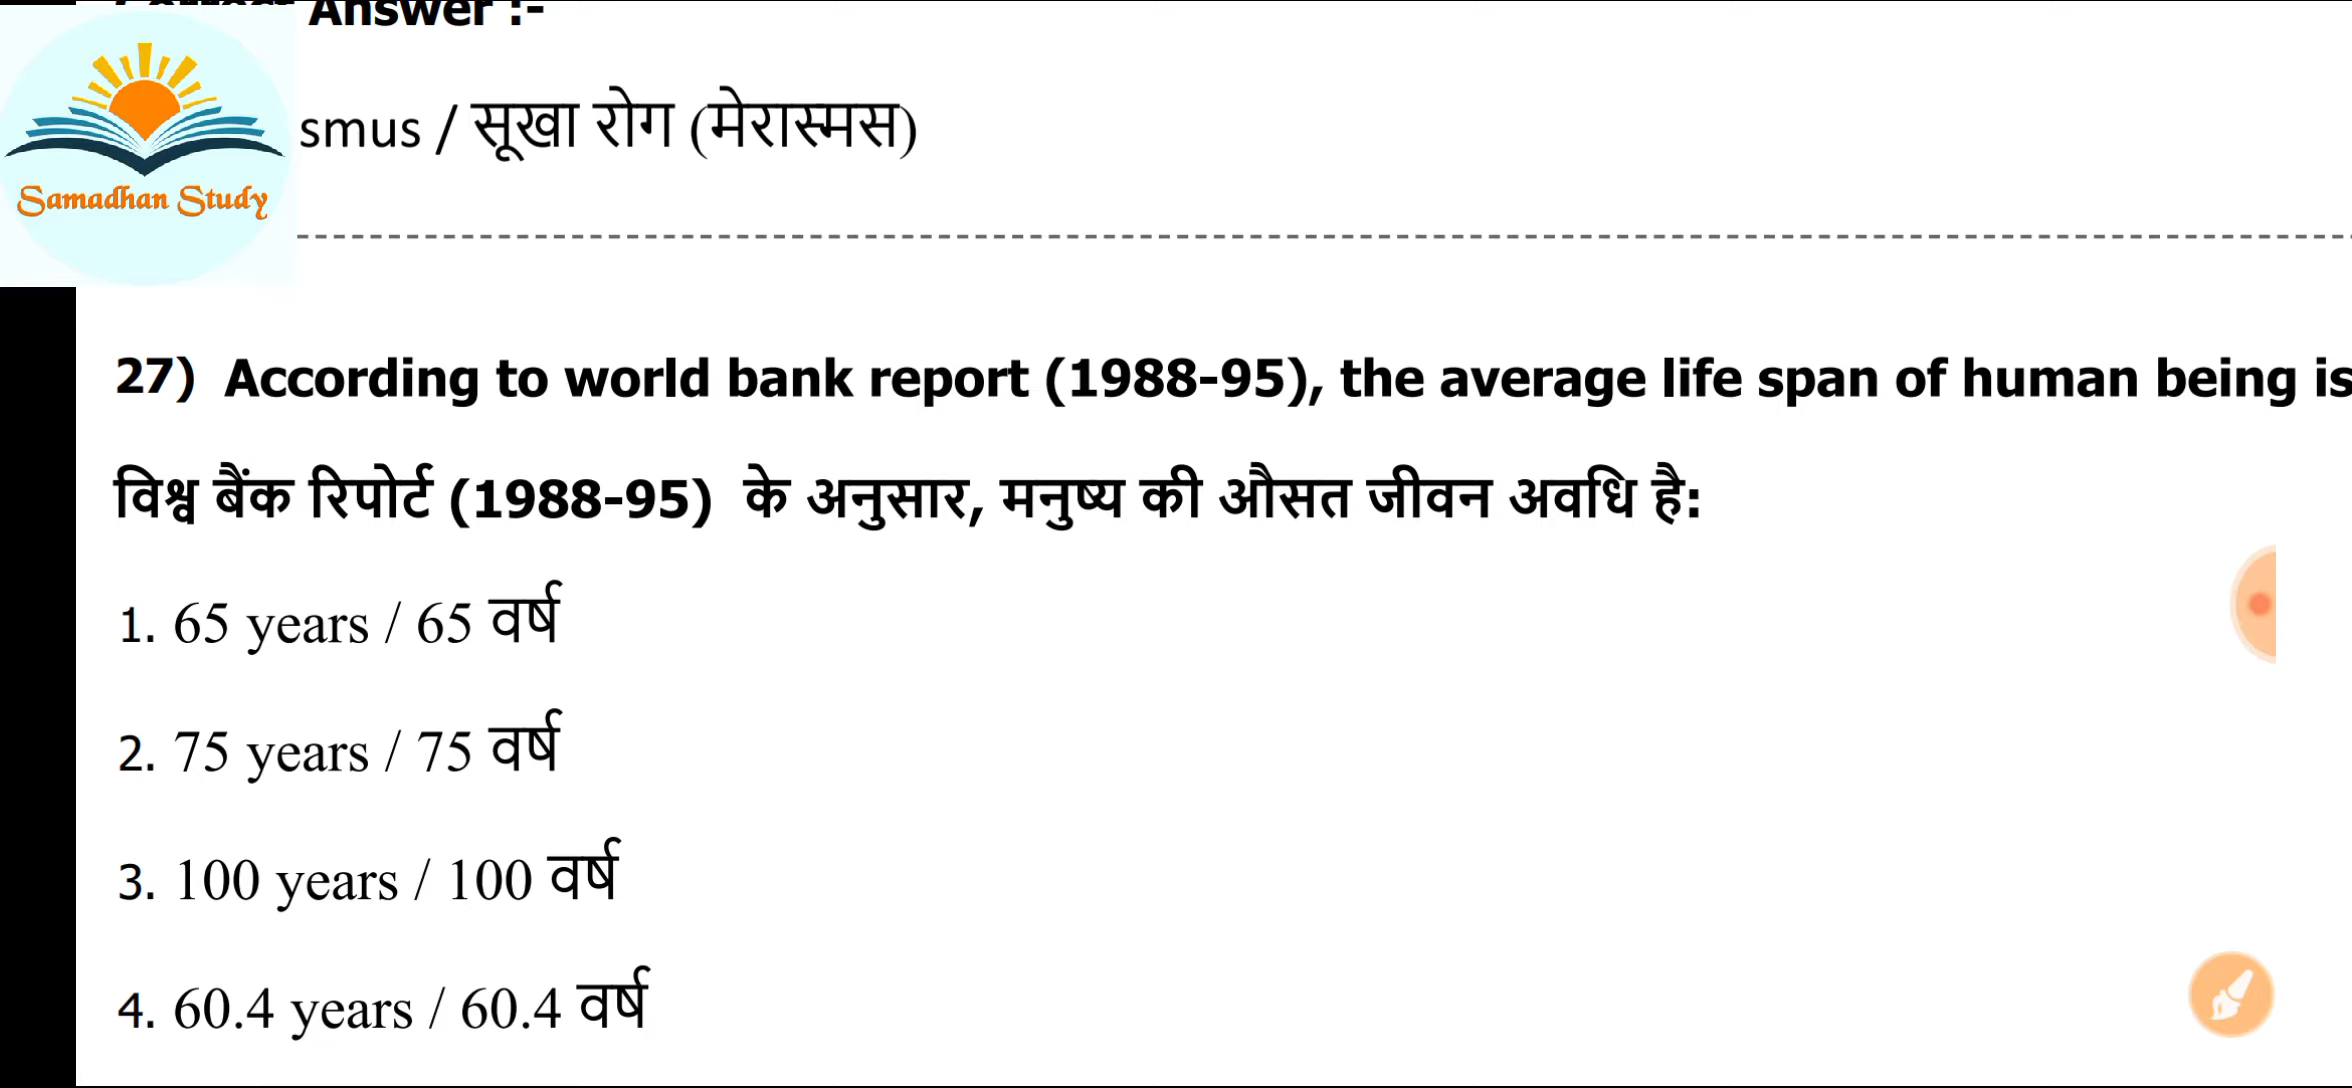 Answer :-
Samadhan Study
smus / सूखा रोग (मेरास्मस)
27) According to world bank report (1988-95), the average life span of human being is
विश्व बैंक रिपोर्ट (1988-95) के अनुसार, मनुष्य की औसत जीवन अवधि है:
1. 65 years / 65 वर्ष
2. 75 years / 75 वर्ष
3. 100 years / 100 वर्ष
4. 60.4 years / 60.4 वर्ष